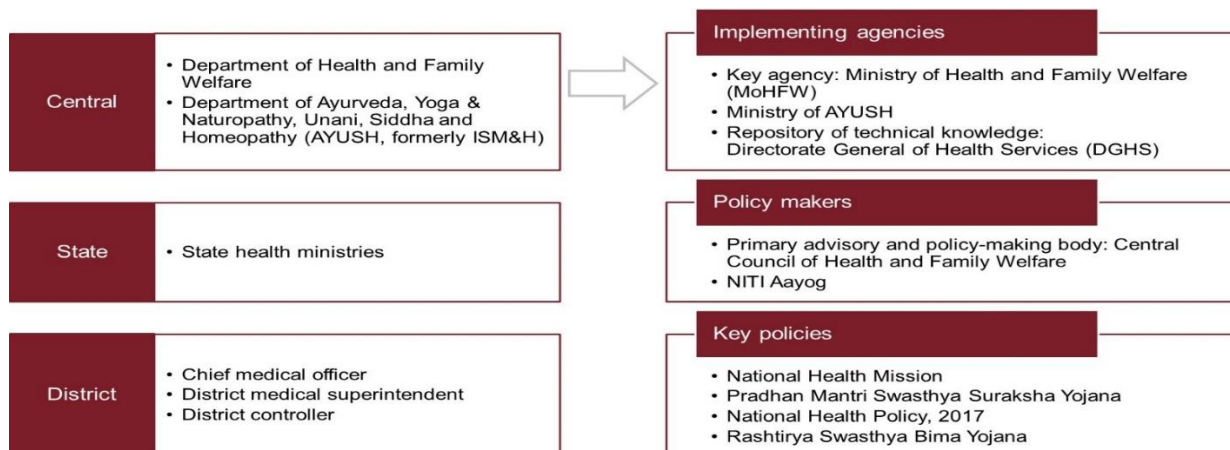 Central
• Department of Health and Family
Welfare
• Department of Ayurveda, Yoga &
Naturopathy, Unani, Siddha and
Homeopathy (AYUSH, formerly ISM&H)
Implementing agencies
• Key agency: Ministry of Health and Family Welfare
(MoHFW)
• Ministry of AYUSH
• Repository of technical knowledge:
Directorate General of Health Services (DGHS)
State
• State health ministries
Policy makers
• Primary advisory and policy-making body: Central
Council of Health and Family Welfare
• NITI Aayog
District
• Chief medical officer
• District medical superintendent
• District controller
Key policies
• National Health Mission
• Pradhan Mantri Swasthya Suraksha Yojana
• National Health Policy, 2017
• Rashtirya Swasthya Bima Yojana